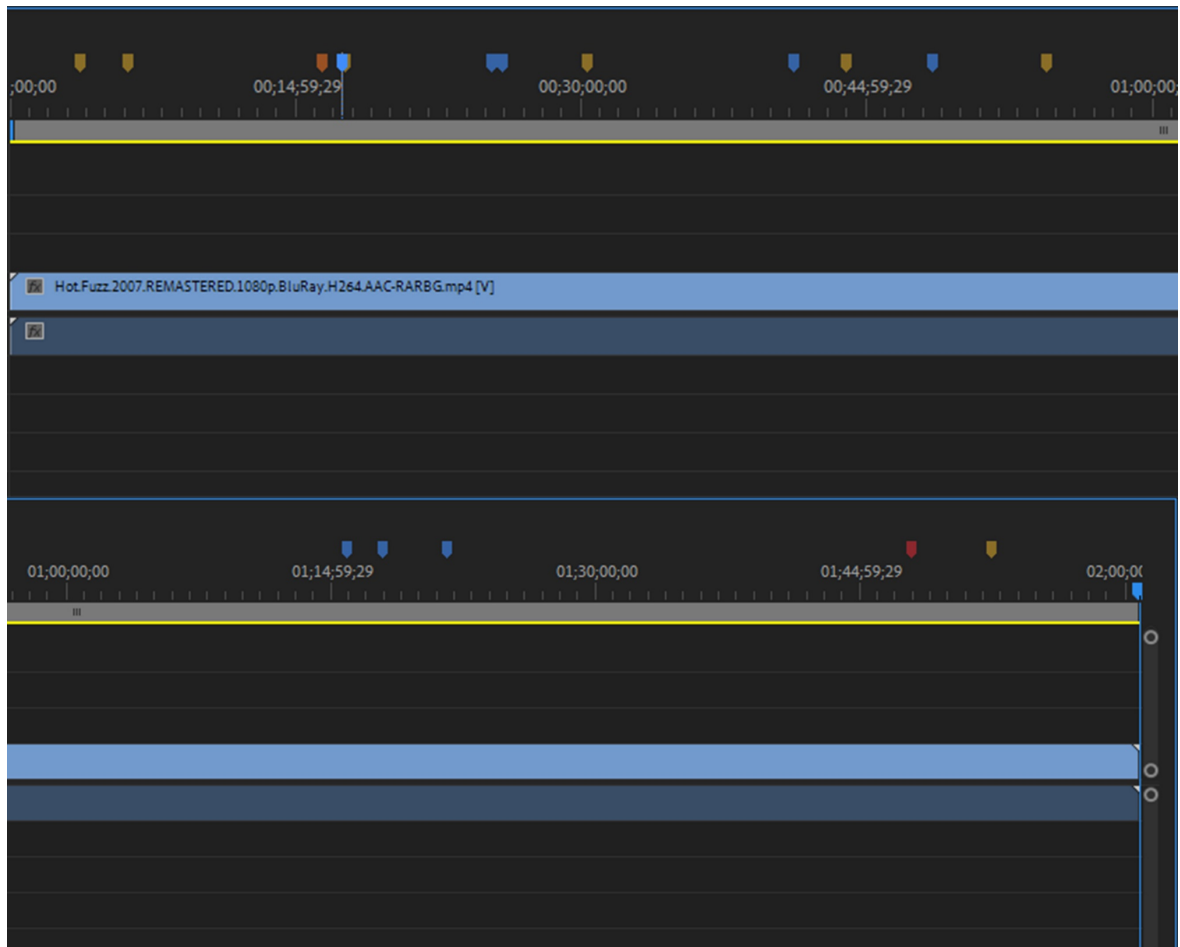 ;00;00 00;14;59;29 00;30;00;00 00;44;59;29 01;00;00;
fx Hot.Fuzz.2007.REMASTERED.1080p.BluRay.H264.AAC-RARBG.mp4 [V]
fx
01;00;00;00 01;14;59;29 01;30;00;00 01;44;59;29 02;00;0(